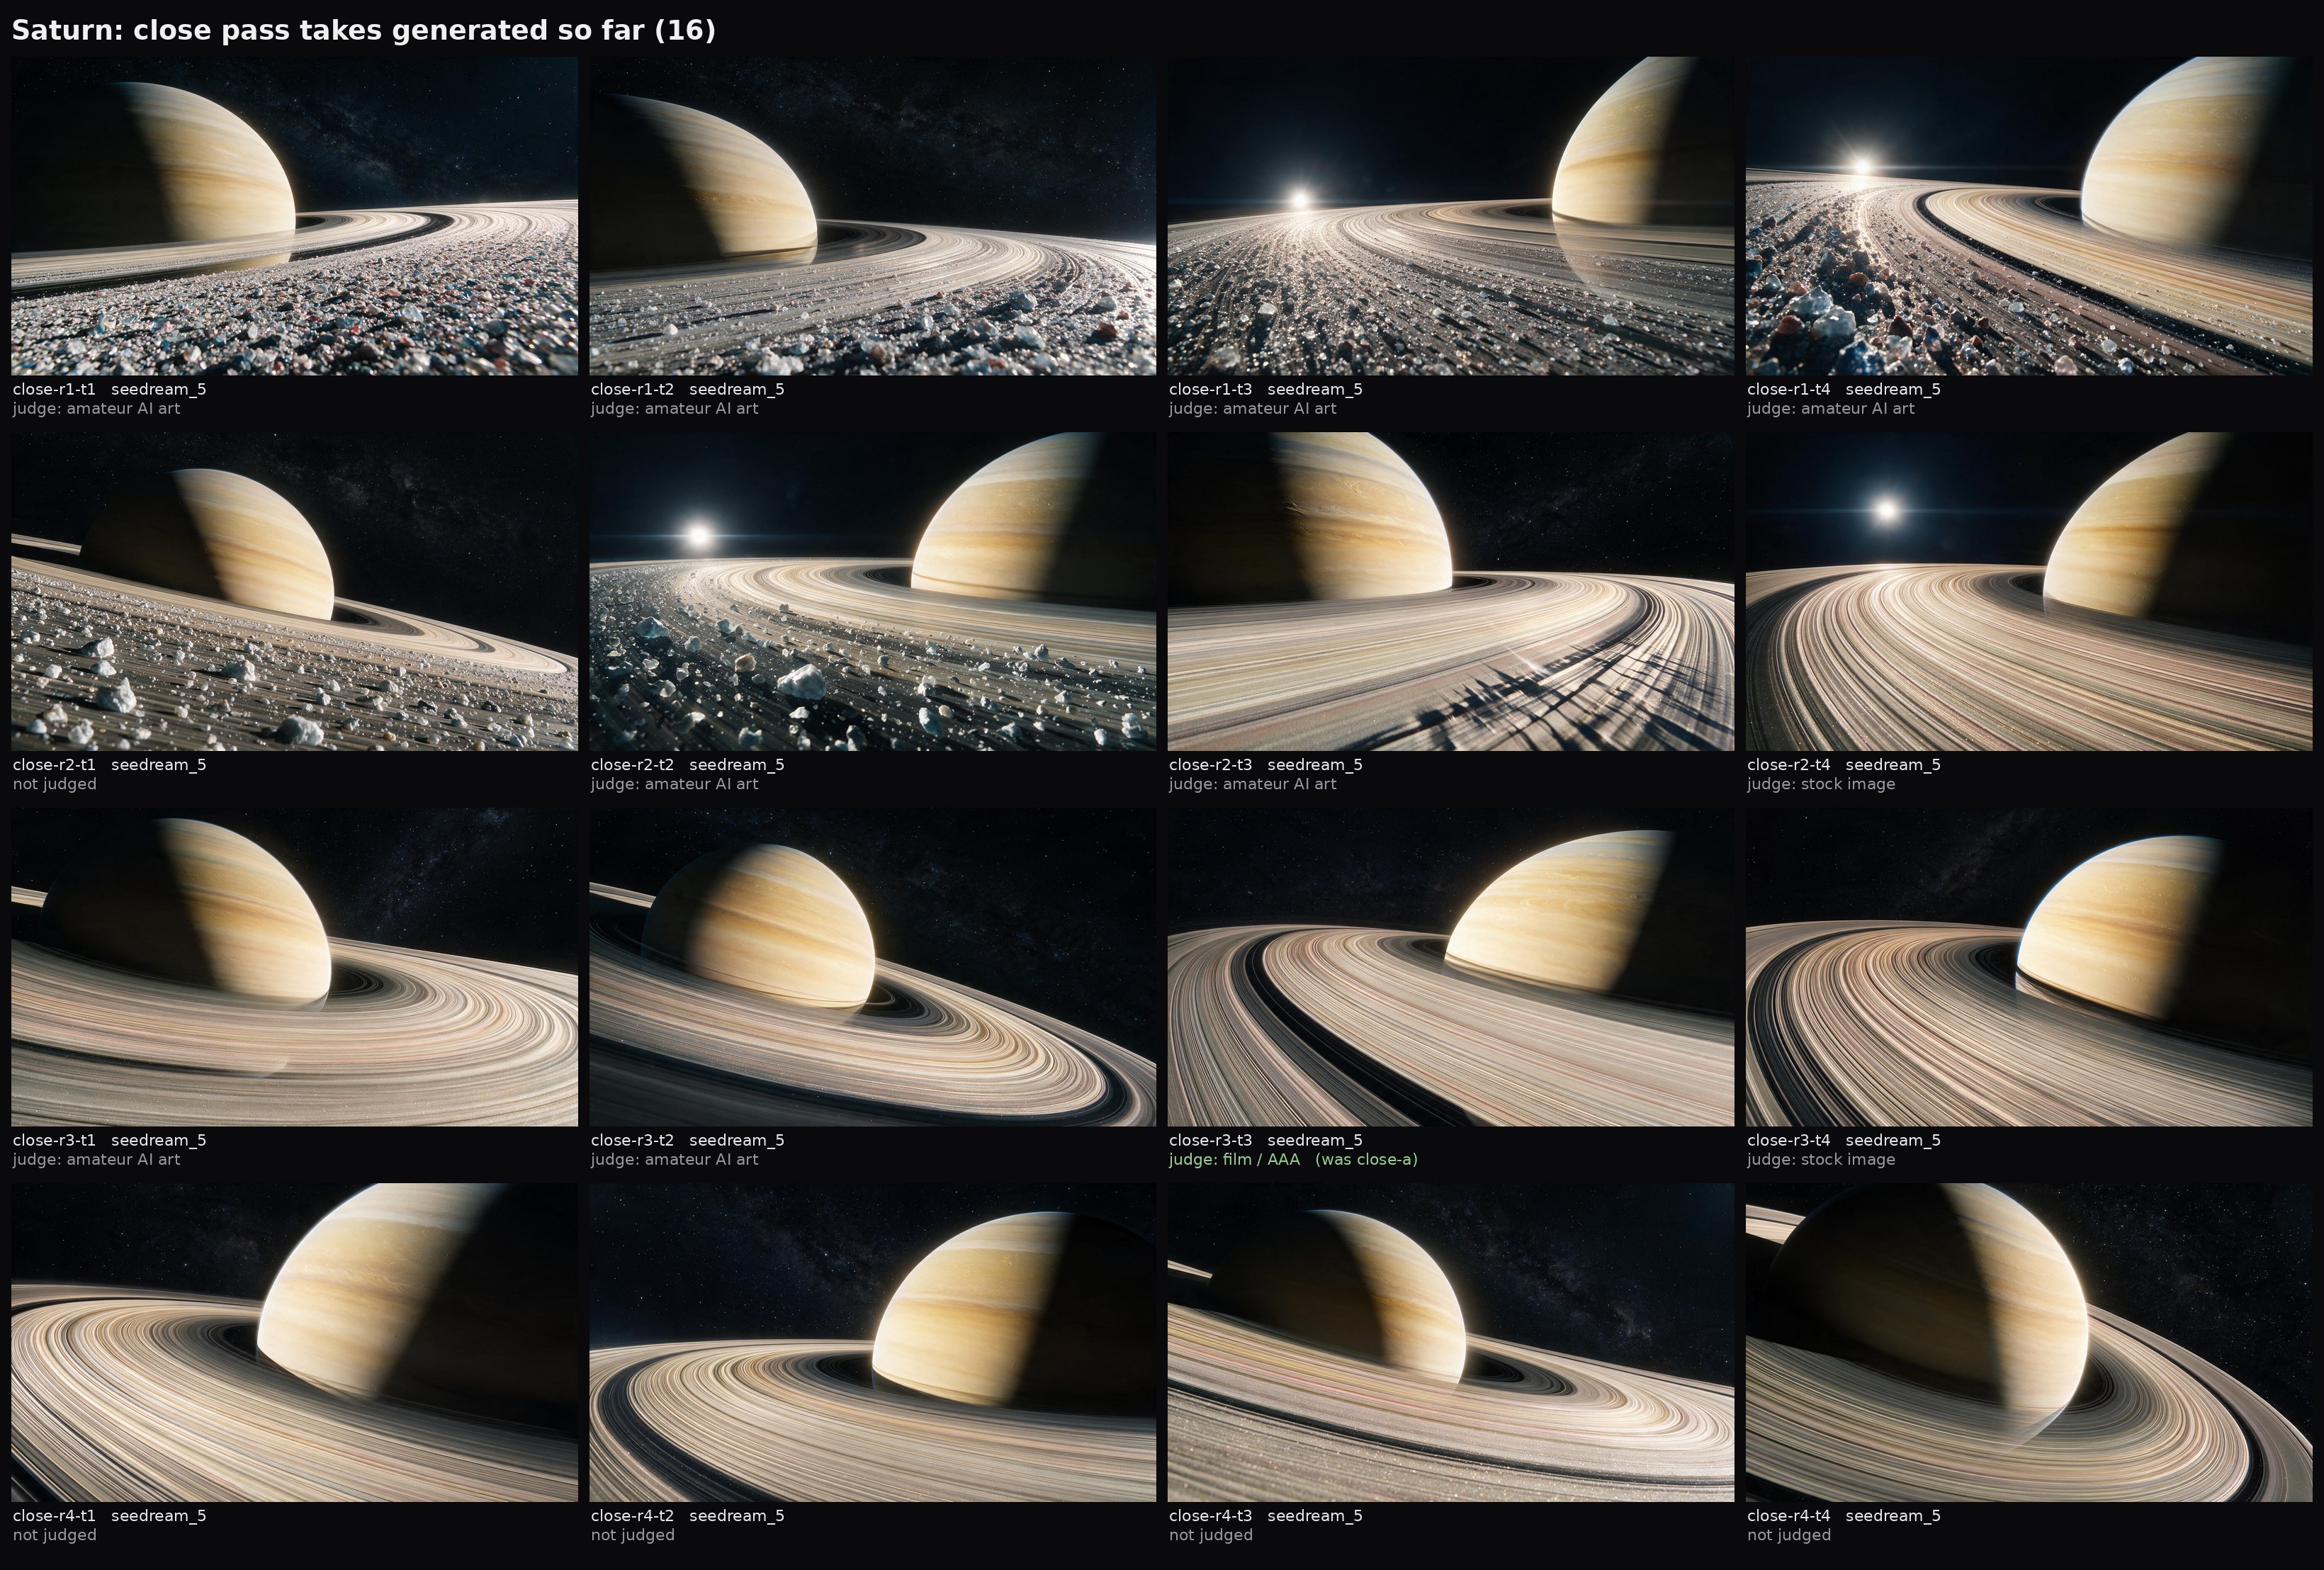 Saturn: close pass takes generated so far (16)
close-r1-t1 seedream_5
judge: amateur AI art
close-r1-t2 seedream_5
judge: amateur AI art
close-r1-t3 seedream_5
judge: amateur AI art
close-r1-t4 seedream_5
judge: amateur AI art
close-r2-t1 seedream_5
not judged
close-r2-t2 seedream_5
judge: amateur AI art
close-r2-t3 seedream_5
judge: amateur AI art
close-r2-t4 seedream_5
judge: stock image
close-r3-t1 seedream_5
judge: amateur AI art
close-r3-t2 seedream_5
judge: amateur AI art
close-r3-t3 seedream_5
judge: film / AAA (was close-a)
close-r3-t4 seedream_5
judge: stock image
close-r4-t1 seedream_5
not judged
close-r4-t2 seedream_5
not judged
close-r4-t3 seedream_5
not judged
close-r4-t4 seedream_5
not judged